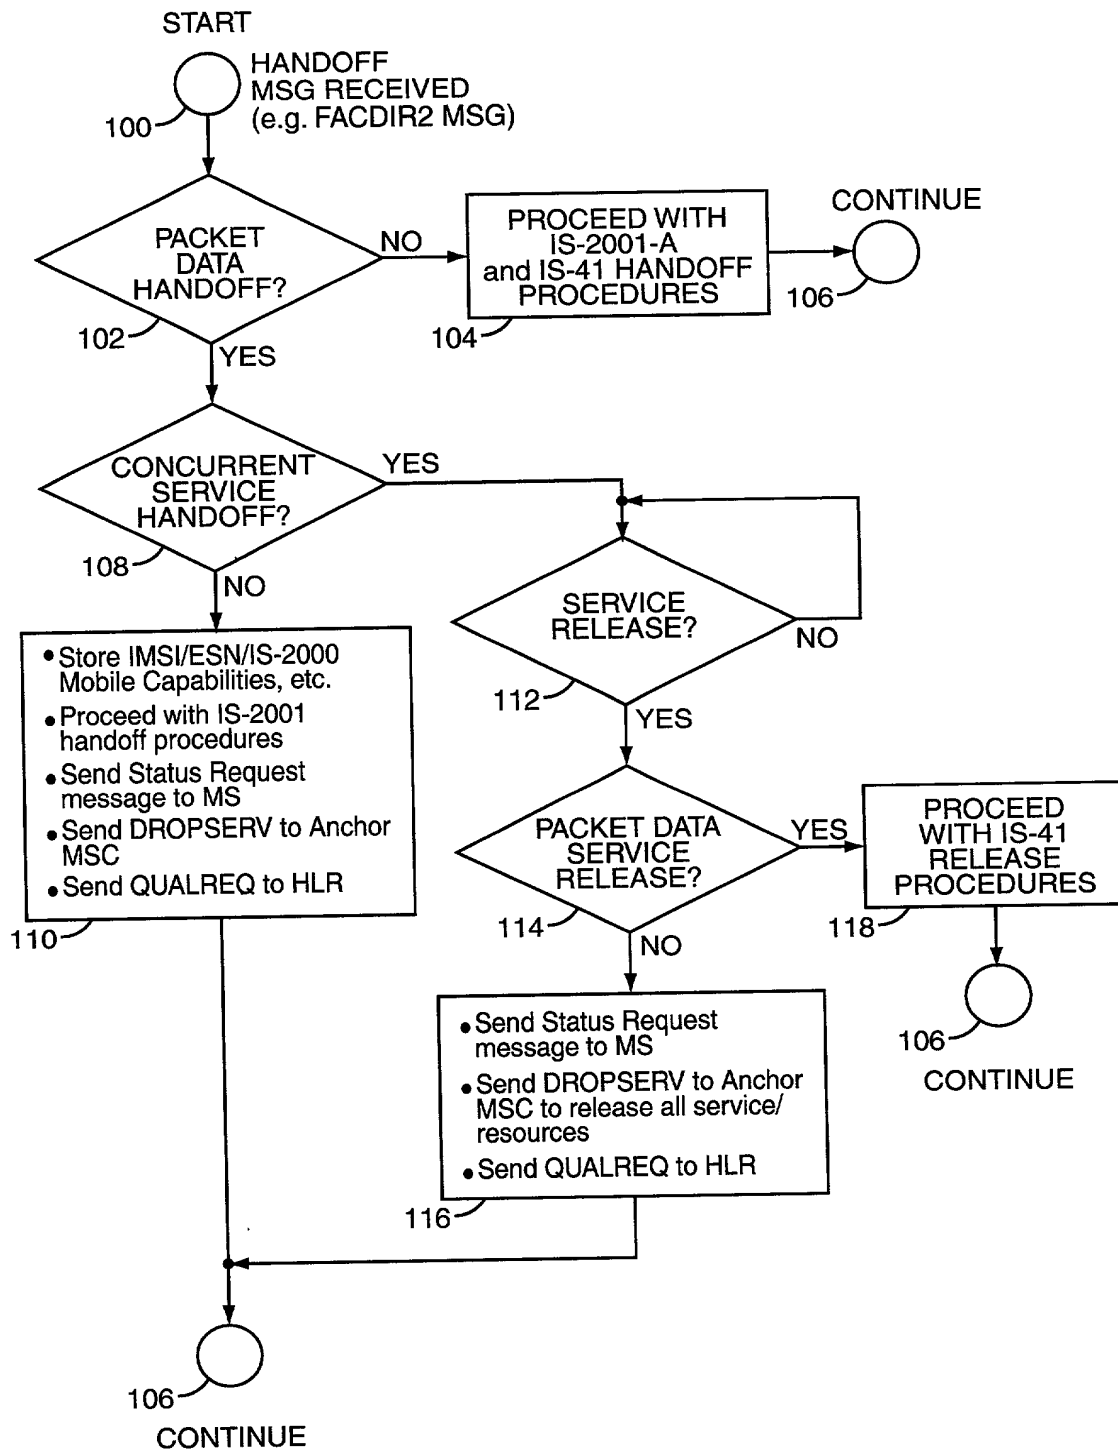 START
HANDOFF
MSG RECEIVED
(e.g. FACDIR2 MSG)
100
PACKET
DATA
HANDOFF?
102
NO
PROCEED WITH
IS-2001-A
and IS-41 HANDOFF
PROCEDURES
104
CONTINUE
106
YES
CONCURRENT
SERVICE
HANDOFF?
108
YES
NO
SERVICE
RELEASE?
112
NO
YES
• Store IMSI/ESN/IS-2000
Mobile Capabilities, etc.
• Proceed with IS-2001
handoff procedures
• Send Status Request
message to MS
• Send DROPSERV to Anchor
MSC
• Send QUALREQ to HLR
110
PACKET DATA
SERVICE
RELEASE?
114
YES
PROCEED
WITH IS-41
RELEASE
PROCEDURES
118
NO
106
CONTINUE
• Send Status Request
message to MS
• Send DROPSERV to Anchor
MSC to release all service/
resources
• Send QUALREQ to HLR
116
106
CONTINUE